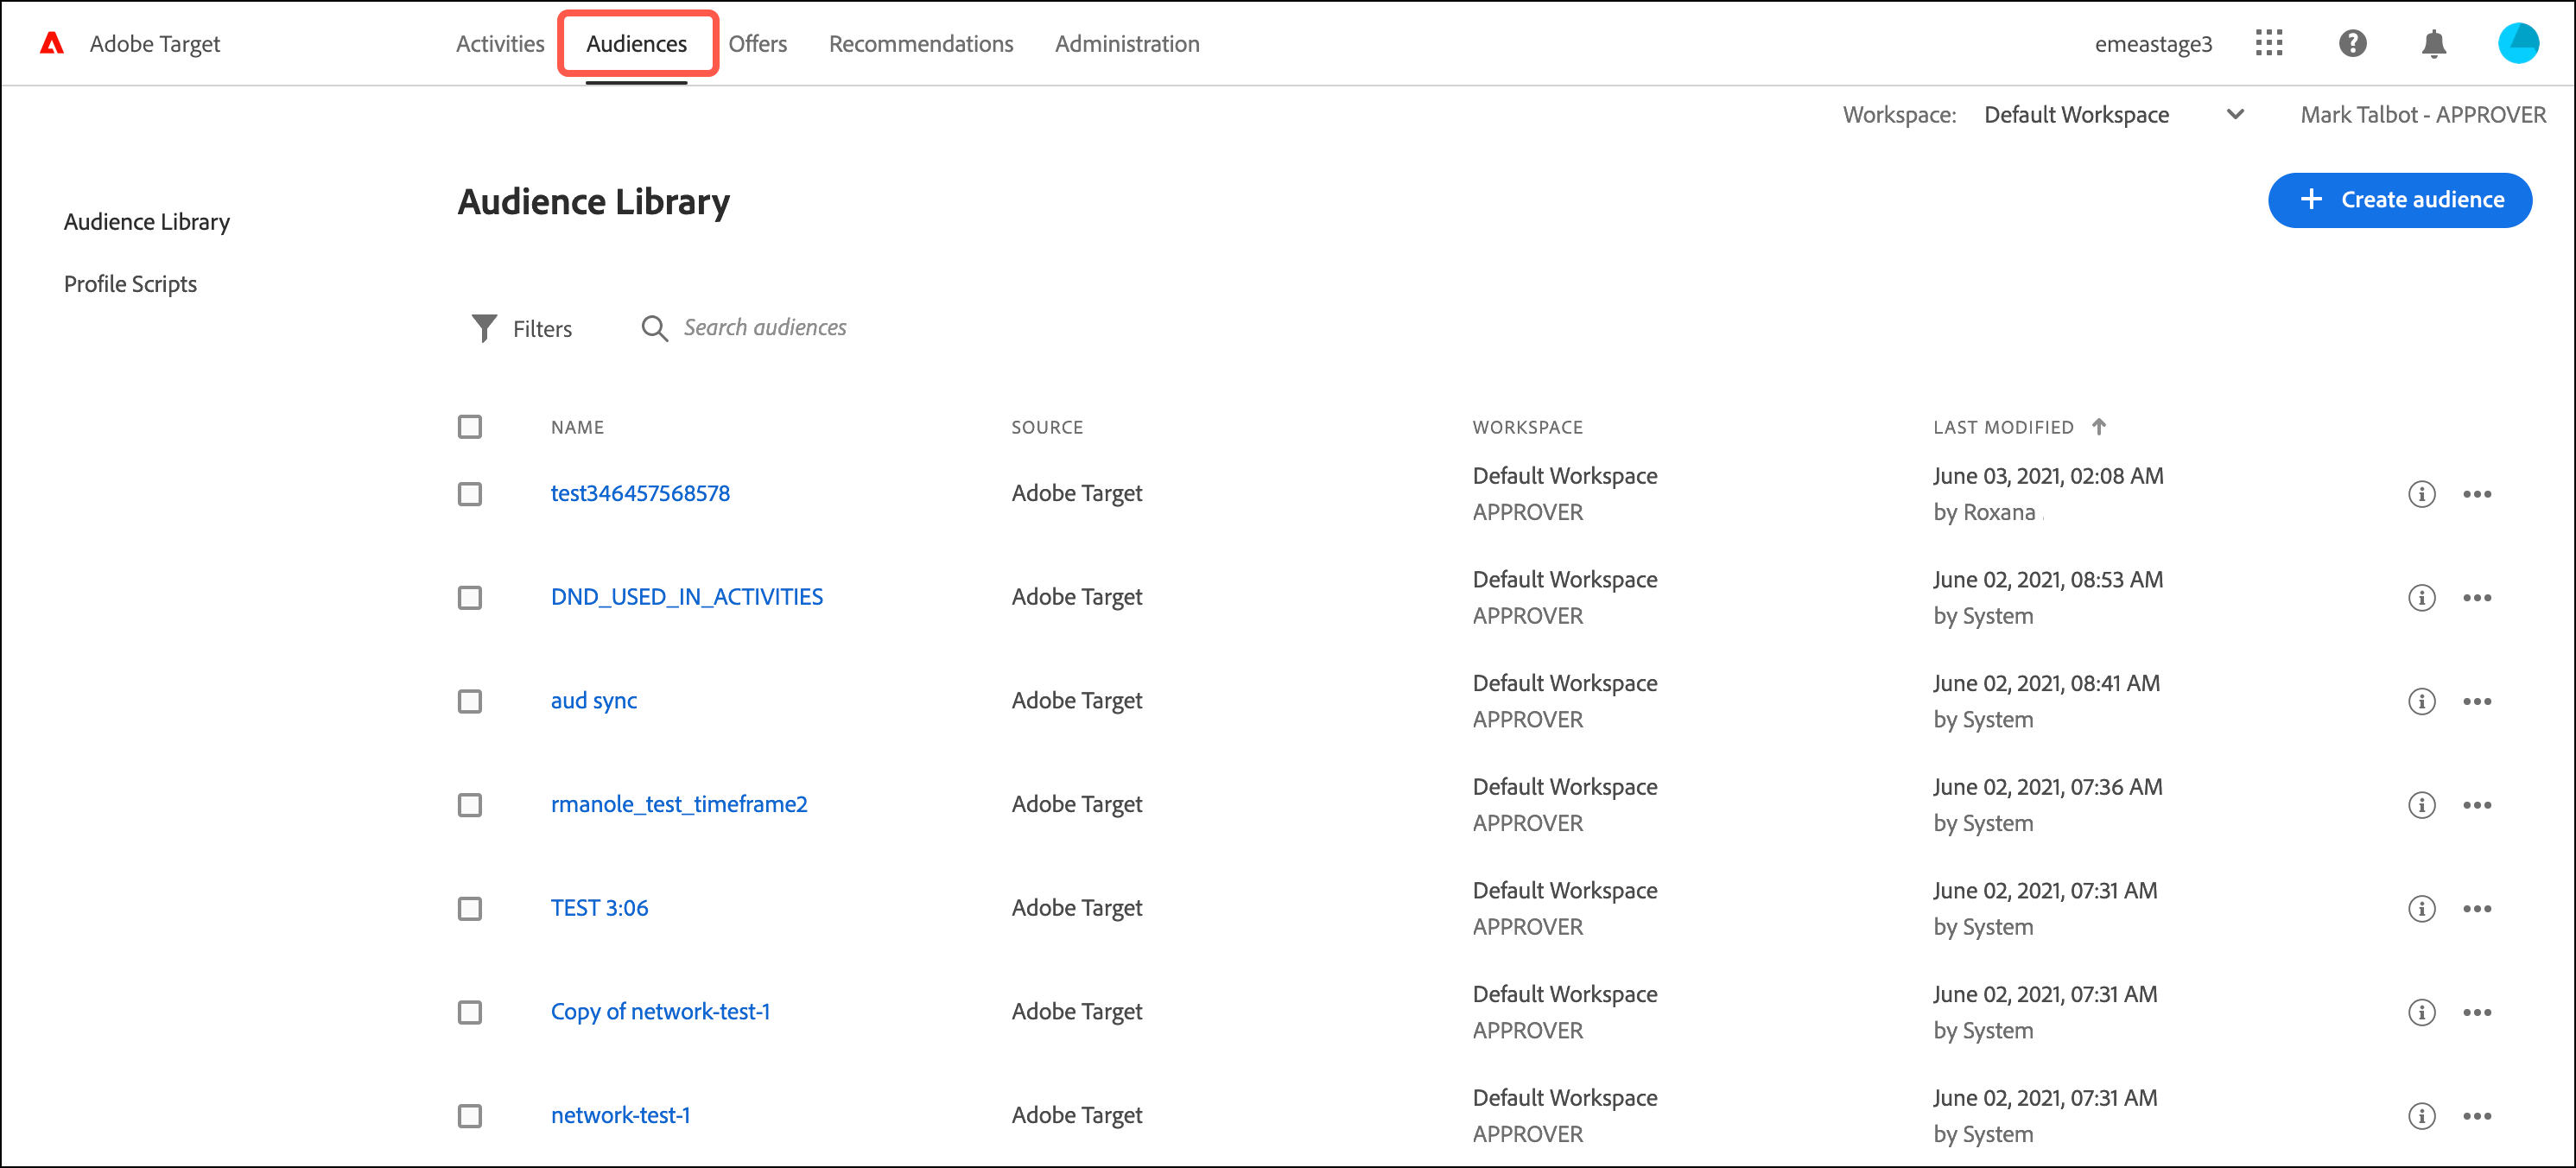 Adobe Target
Activities
Audiences
Offers
Recommendations
Administration
emeastage3
Workspace: Default Workspace
Mark Talbot - APPROVER
Audience Library
Profile Scripts
Audience Library
+ Create audience
Filters
Search audiences
NAME SOURCE WORKSPACE LAST MODIFIED
test346457568578 Adobe Target Default Workspace June 03, 2021, 02:08 AM
APPROVER by Roxana
DND_USED_IN_ACTIVITIES Adobe Target Default Workspace June 02, 2021, 08:53 AM
APPROVER by System
aud sync Adobe Target Default Workspace June 02, 2021, 08:41 AM
APPROVER by System
rmanole_test_timeframe2 Adobe Target Default Workspace June 02, 2021, 07:36 AM
APPROVER by System
TEST 3:06 Adobe Target Default Workspace June 02, 2021, 07:31 AM
APPROVER by System
Copy of network-test-1 Adobe Target Default Workspace June 02, 2021, 07:31 AM
APPROVER by System
network-test-1 Adobe Target Default Workspace June 02, 2021, 07:31 AM
APPROVER by System